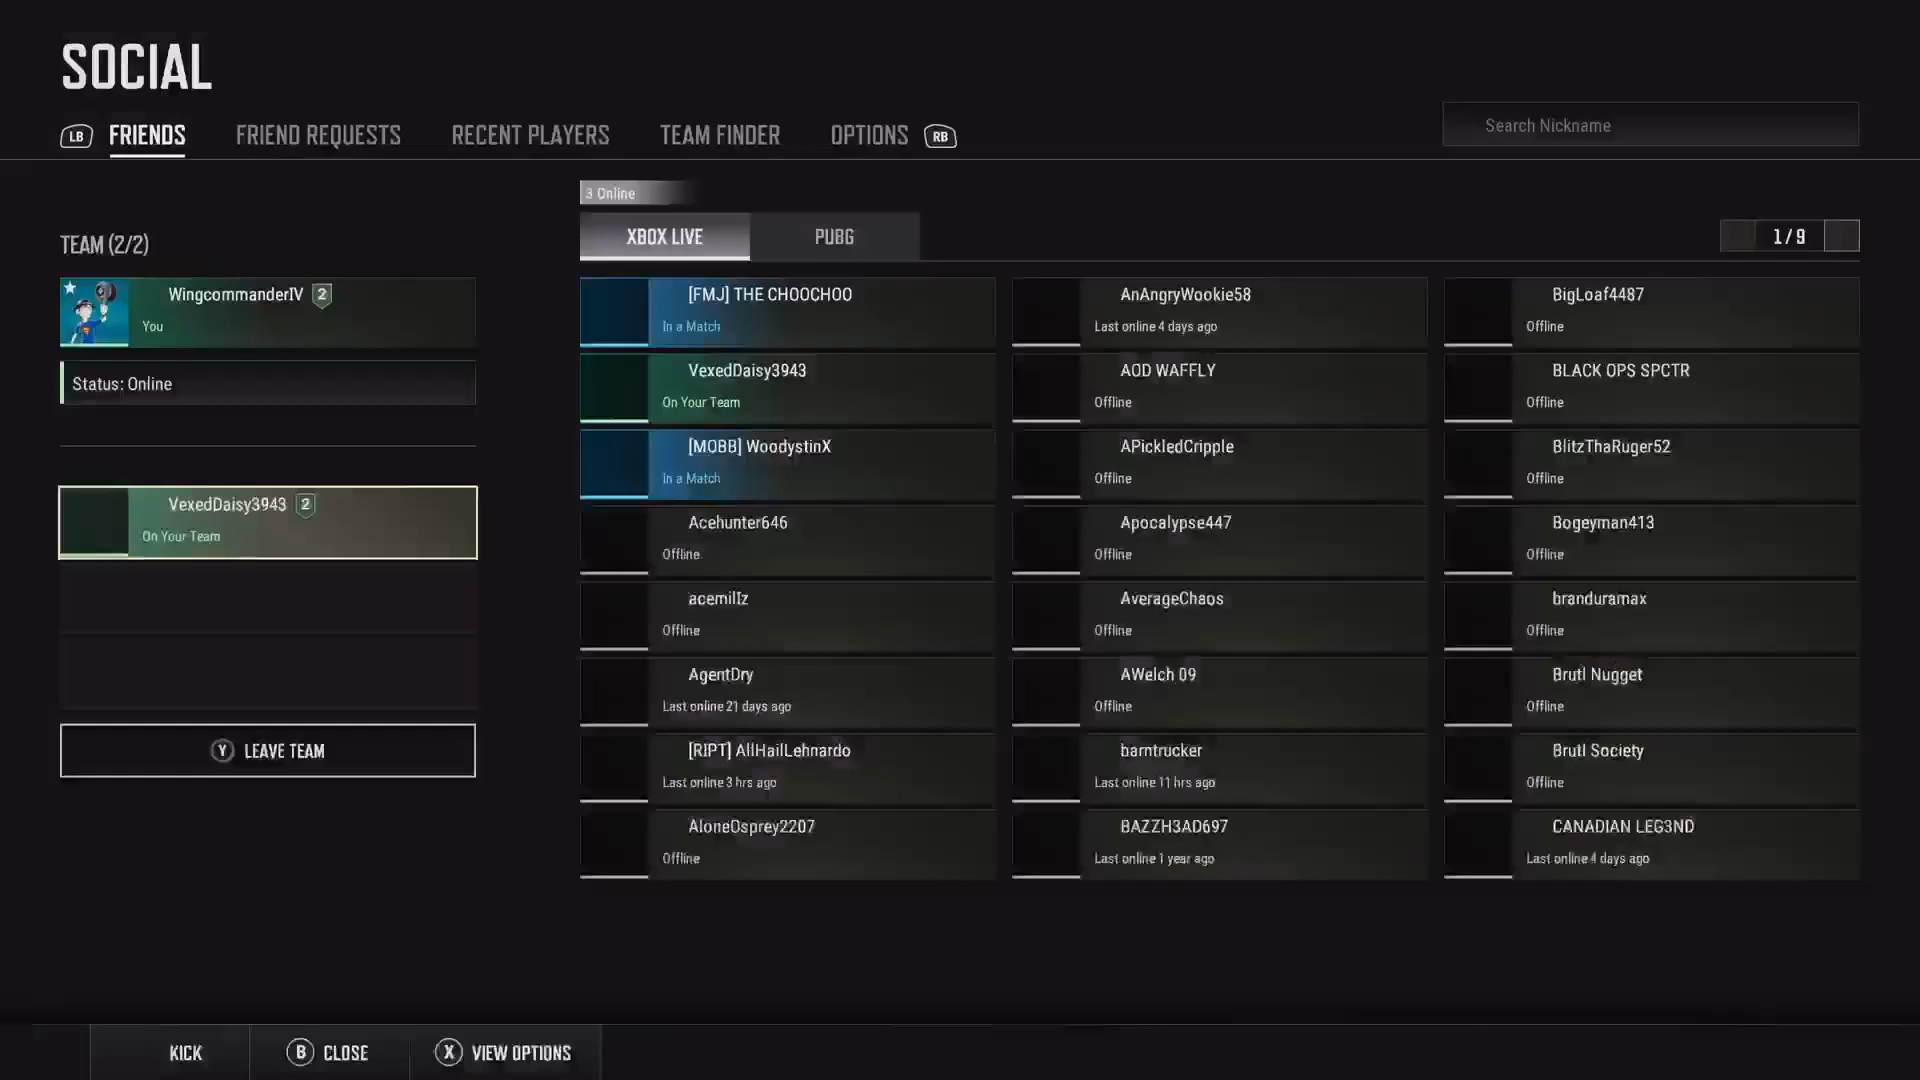 SOCIAL
LB FRIENDS FRIEND REQUESTS RECENT PLAYERS TEAM FINDER OPTIONS RB
Search Nickname
3 Online
XBOX LIVE PUBG
1/9
TEAM (2/2)
WingcommanderIV 2
You
Status: Online
VexedDaisy3943 2
On Your Team
Y LEAVE TEAM
[FMJ] THE CHOOCHOO
In a Match
VexedDaisy3943
On Your Team
[MOBB] WoodystinX
In a Match
Acehunter646
Offline
acemillz
Offline
AgentDry
Last online 21 days ago
[RIPT] AllHailLehnardo
Last online 3 hrs ago
AloneOsprey2207
Offline
AnAngryWookie58
Last online 4 days ago
AOD WAFFLY
Offline
APickledCripple
Offline
Apocalypse447
Offline
AverageChaos
Offline
AWelch 09
Offline
barntrucker
Last online 11 hrs ago
BAZZH3AD697
Last online 1 year ago
BigLoaf4487
Offline
BLACK OPS SPCTR
Offline
BlitzThaRuger52
Offline
Bogeyman413
Offline
branduramax
Offline
Brutl Nugget
Offline
Brutl Society
Offline
CANADIAN LEG3ND
Last online 4 days ago
KICK B CLOSE X VIEW OPTIONS